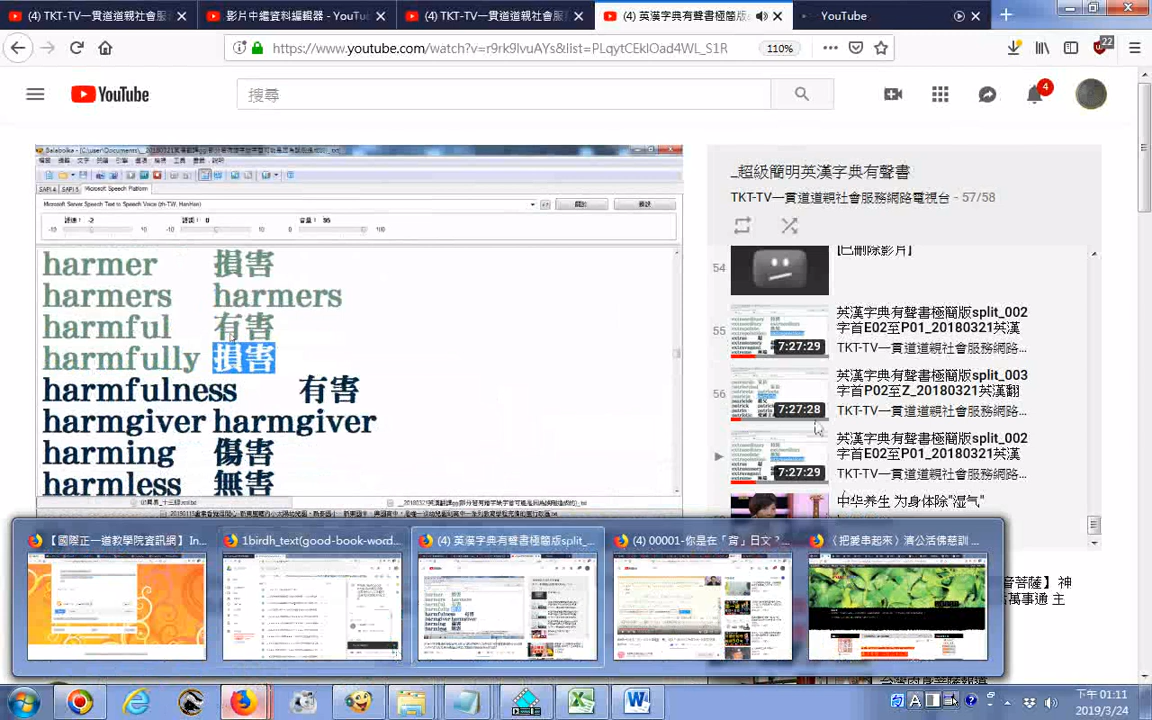 (4) TKT-TV一貫道道親社會服
影片中繼資料編輯器 - YouTu
(4) TKT-TV一貫道道親社會服
(4) 英漢字典有聲書極簡版
YouTube
https://www.youtube.com/watch?v=r9rk9lvuAYs&list=PLqytCEklOad4WL_S1R
110%
22
YouTube
搜尋
4
Microsoft Speech Platform
harmer 損害
harmers harmers
harmful 有害
harmfully 損害
harmfulness 有害
harmgiver harmgiver
harming 傷害
harmless 無害
_超級簡明英漢字典有聲書
TKT-TV一貫道道親社會服務網路電視台 - 57/58
54
[已刪除影片]
55
7:27:29
英漢字典有聲書極簡版split_002
字首E02至P01_20180321英漢
TKT-TV一貫道道親社會服務網路...
56
7:27:28
英漢字典有聲書極簡版split_003
字首P02至Z_20180321英漢翻
TKT-TV一貫道道親社會服務網路...
7:27:29
英漢字典有聲書極簡版split_002
字首E02至P01_20180321英漢
TKT-TV一貫道道親社會服務網路...
中华养生 为身体除"湿气"
【國際正一道教學院資訊網】In...
1birdh_text(good-book-word...
(4) 英漢字典有聲書極簡版split_...
(4) 00001-你是在「育」日文？...
《把愛串起來》濟公活佛慈訓 ...
音菩薩】神
萬事通 主
下午 01:11
2019/3/24